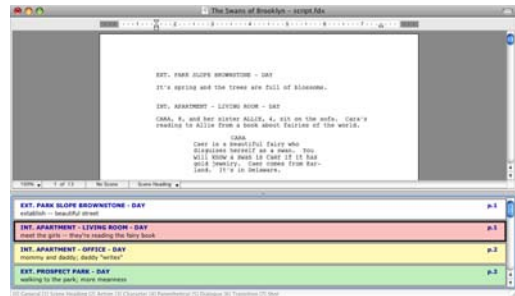 The Swans of Brooklyn - script.fdx
EXT. PARK SLOPE BROWNSTONE - DAY
It's spring and the trees are full of blossoms.
INT. APARTMENT - LIVING ROOM - DAY
CARA, 8, and her sister ALLIE, 4, sit on the sofa. Cara's
reading to Allie from a book about fairies of the world.
CARA
Caer is a beautiful fairy who
disguises herself as a swan. You
will know a swan is Caer if it has
gold jewelry. Caer comes from Ear-
land. It's in Delaware.
1 of 13
No Scene
Scene Heading
EXT. PARK SLOPE BROWNSTONE - DAY p.1
establish -- beautiful street
INT. APARTMENT - LIVING ROOM - DAY p.1
meet the girls -- they're reading the fairy book
INT. APARTMENT - OFFICE - DAY p.2
mommy and daddy; daddy "writes"
EXT. PROSPECT PARK - DAY p.3
walking to the park; more meanness